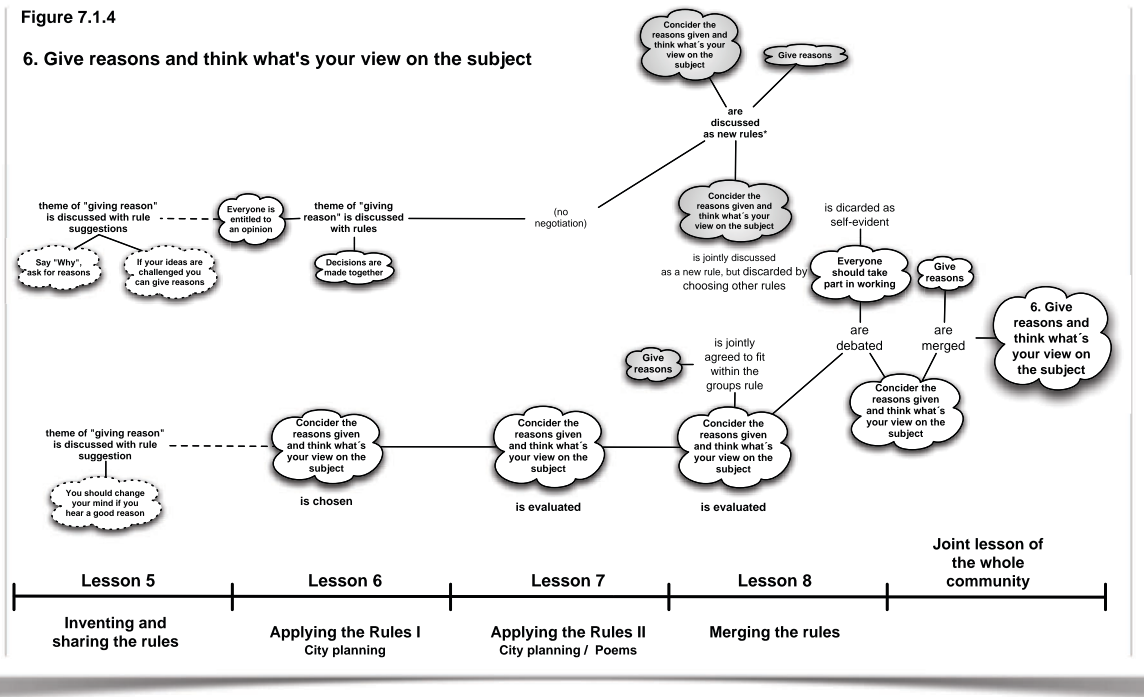 Figure 7.1.4
6. Give reasons and think what's your view on the subject
Concider the
reasons given and
think what´s your
view on the
subject
Give reasons
are
discussed
as new rules*
theme of "giving reason"
is discussed with rule
suggestions
Say "Why",
ask for reasons
If your ideas are
challenged you
can give reasons
Everyone is
entitled to
an opinion
theme of "giving
reason" is discussed
with rules
Decisions are
made together
(no
negotiation)
Concider the
reasons given and
think what´s your
view on the subject
is jointly discussed
as a new rule, but discarded by
choosing other rules
is dicarded as
self-evident
Everyone
should take
part in working
Give
reasons
are
debated
are
merged
6. Give
reasons and
think what´s
your view on
the subject
Give
reasons
is jointly
agreed to fit
within the
groups rule
Concider the
reasons given
and think what´s
your view on the
subject
theme of "giving reason"
is discussed with rule
suggestion
You should change
your mind if you
hear a good reason
Concider the
reasons given
and think what´s
your view on the
subject
is chosen
Concider the
reasons given
and think what´s
your view on the
subject
is evaluated
Concider the
reasons given
and think what´s
your view on the
subject
is evaluated
Lesson 5
Lesson 6
Lesson 7
Lesson 8
Joint lesson of
the whole
community
Inventing and
sharing the rules
Applying the Rules I
City planning
Applying the Rules II
City planning / Poems
Merging the rules